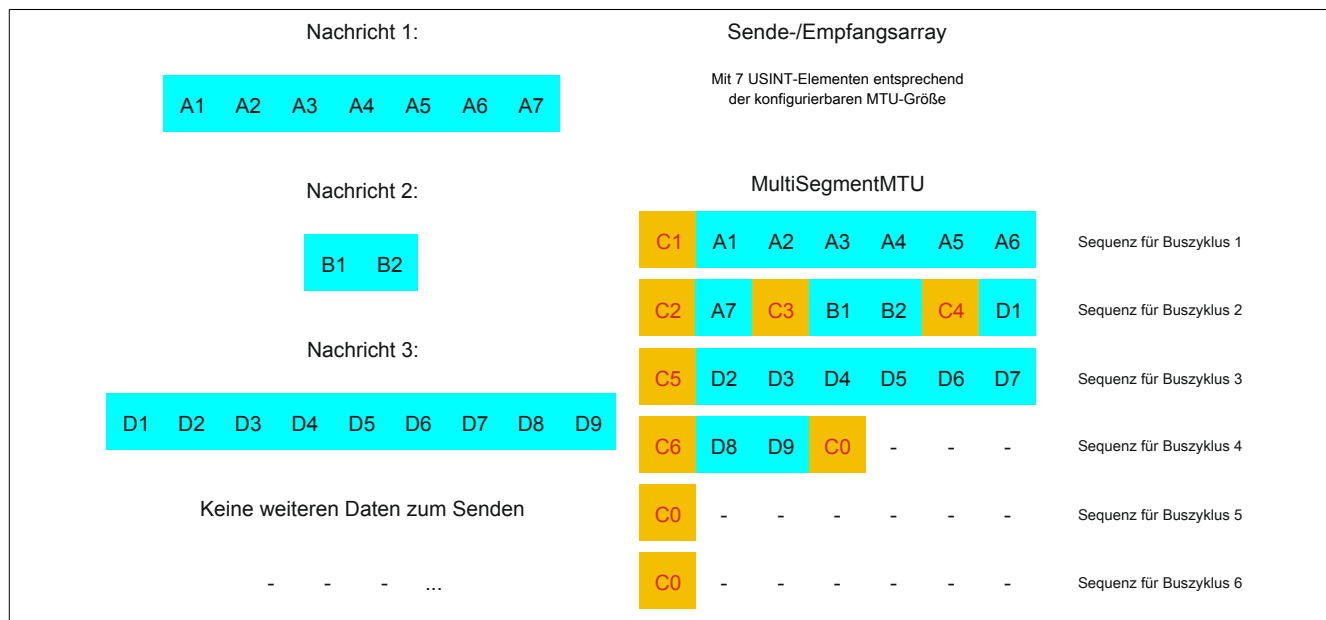 Nachricht 1:
A1 A2 A3 A4 A5 A6 A7
Nachricht 2:
B1 B2
Nachricht 3:
D1 D2 D3 D4 D5 D6 D7 D8 D9
Keine weiteren Daten zum Senden
- - - ...
Sende-/Empfangsarray
Mit 7 USINT-Elementen entsprechend
der konfigurierbaren MTU-Größe
MultiSegmentMTU
C1 A1 A2 A3 A4 A5 A6 Sequenz für Buszyklus 1
C2 A7 C3 B1 B2 C4 D1 Sequenz für Buszyklus 2
C5 D2 D3 D4 D5 D6 D7 Sequenz für Buszyklus 3
C6 D8 D9 C0 - - - Sequenz für Buszyklus 4
C0 - - - - - - Sequenz für Buszyklus 5
C0 - - - - - - Sequenz für Buszyklus 6